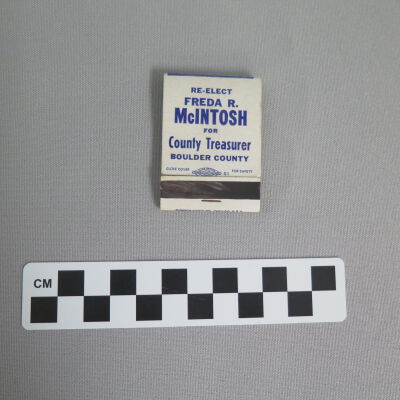 RE-ELECT
FREDA R.
McINTOSH
FOR
County Treasurer
BOULDER COUNTY
CLOSE COVER FOR SAFETY
CM